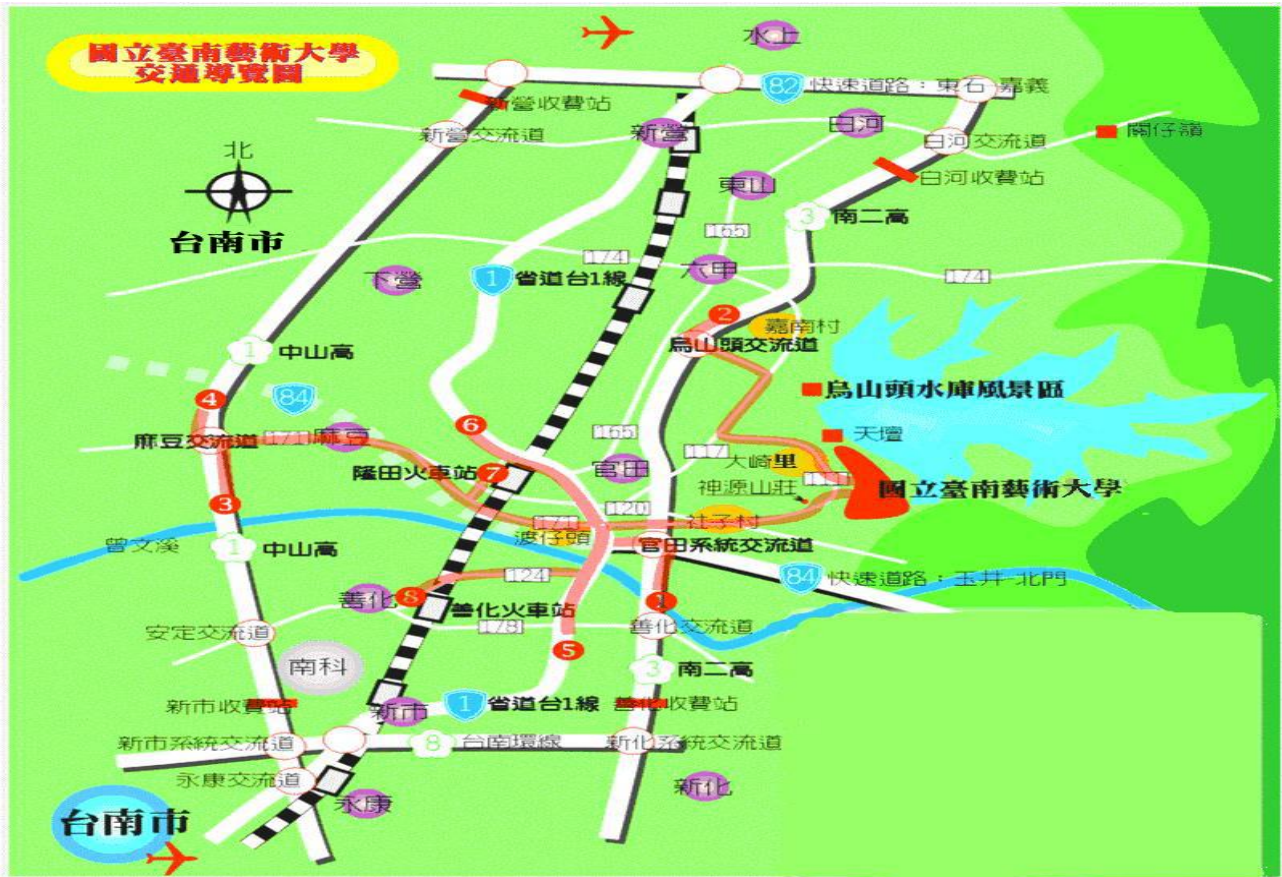 國立臺南藝術大學
交通導覽圖
水上
82 快速道路：東石 嘉義
新營收費站
新營交流道
新營
白河
白河交流道
關仔嶺
北
台南市
東山
白河收費站
165
3 南二高
174
六甲
174
下營
1 省道台1線
2
嘉南村
烏山頭交流道
1 中山高
84
4
烏山頭水庫風景區
6
麻豆交流道
171
麻豆
165
天壇
117
大崎里
隆田火車站
7
官田
111
神源山莊
國立臺南藝術大學
3
120
171
社子村
渡仔頭
曾文溪
1 中山高
官田系統交流道
124
84 快速道路：玉井-北門
善化
8
善化火車站
1
安定交流道
178
善化交流道
5
南科
3 南二高
新市收費站
新市
1 省道台1線
善化收費站
新市系統交流道
8 台南環線
新化系統交流道
永康交流道
新化
永康
台南市